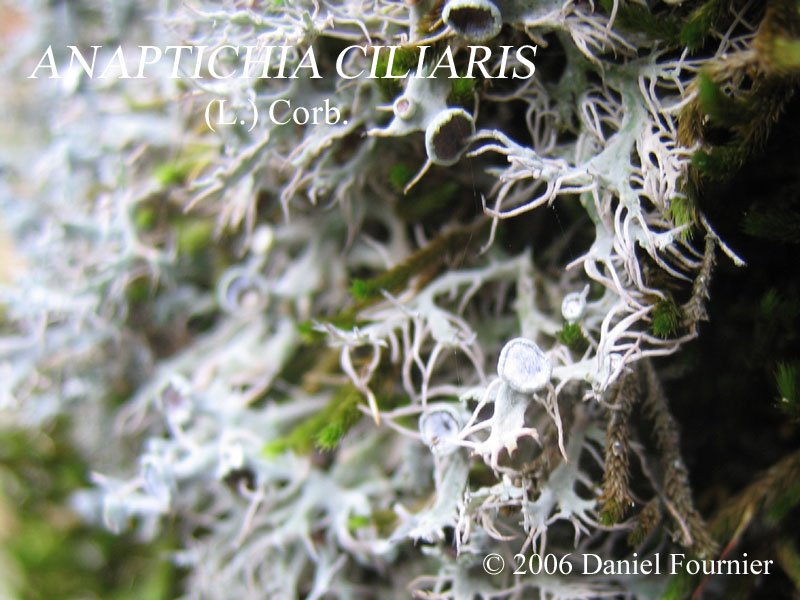 ANAPTICHIA CILIARIS
(L.) Corb.
© 2006 Daniel Fournier